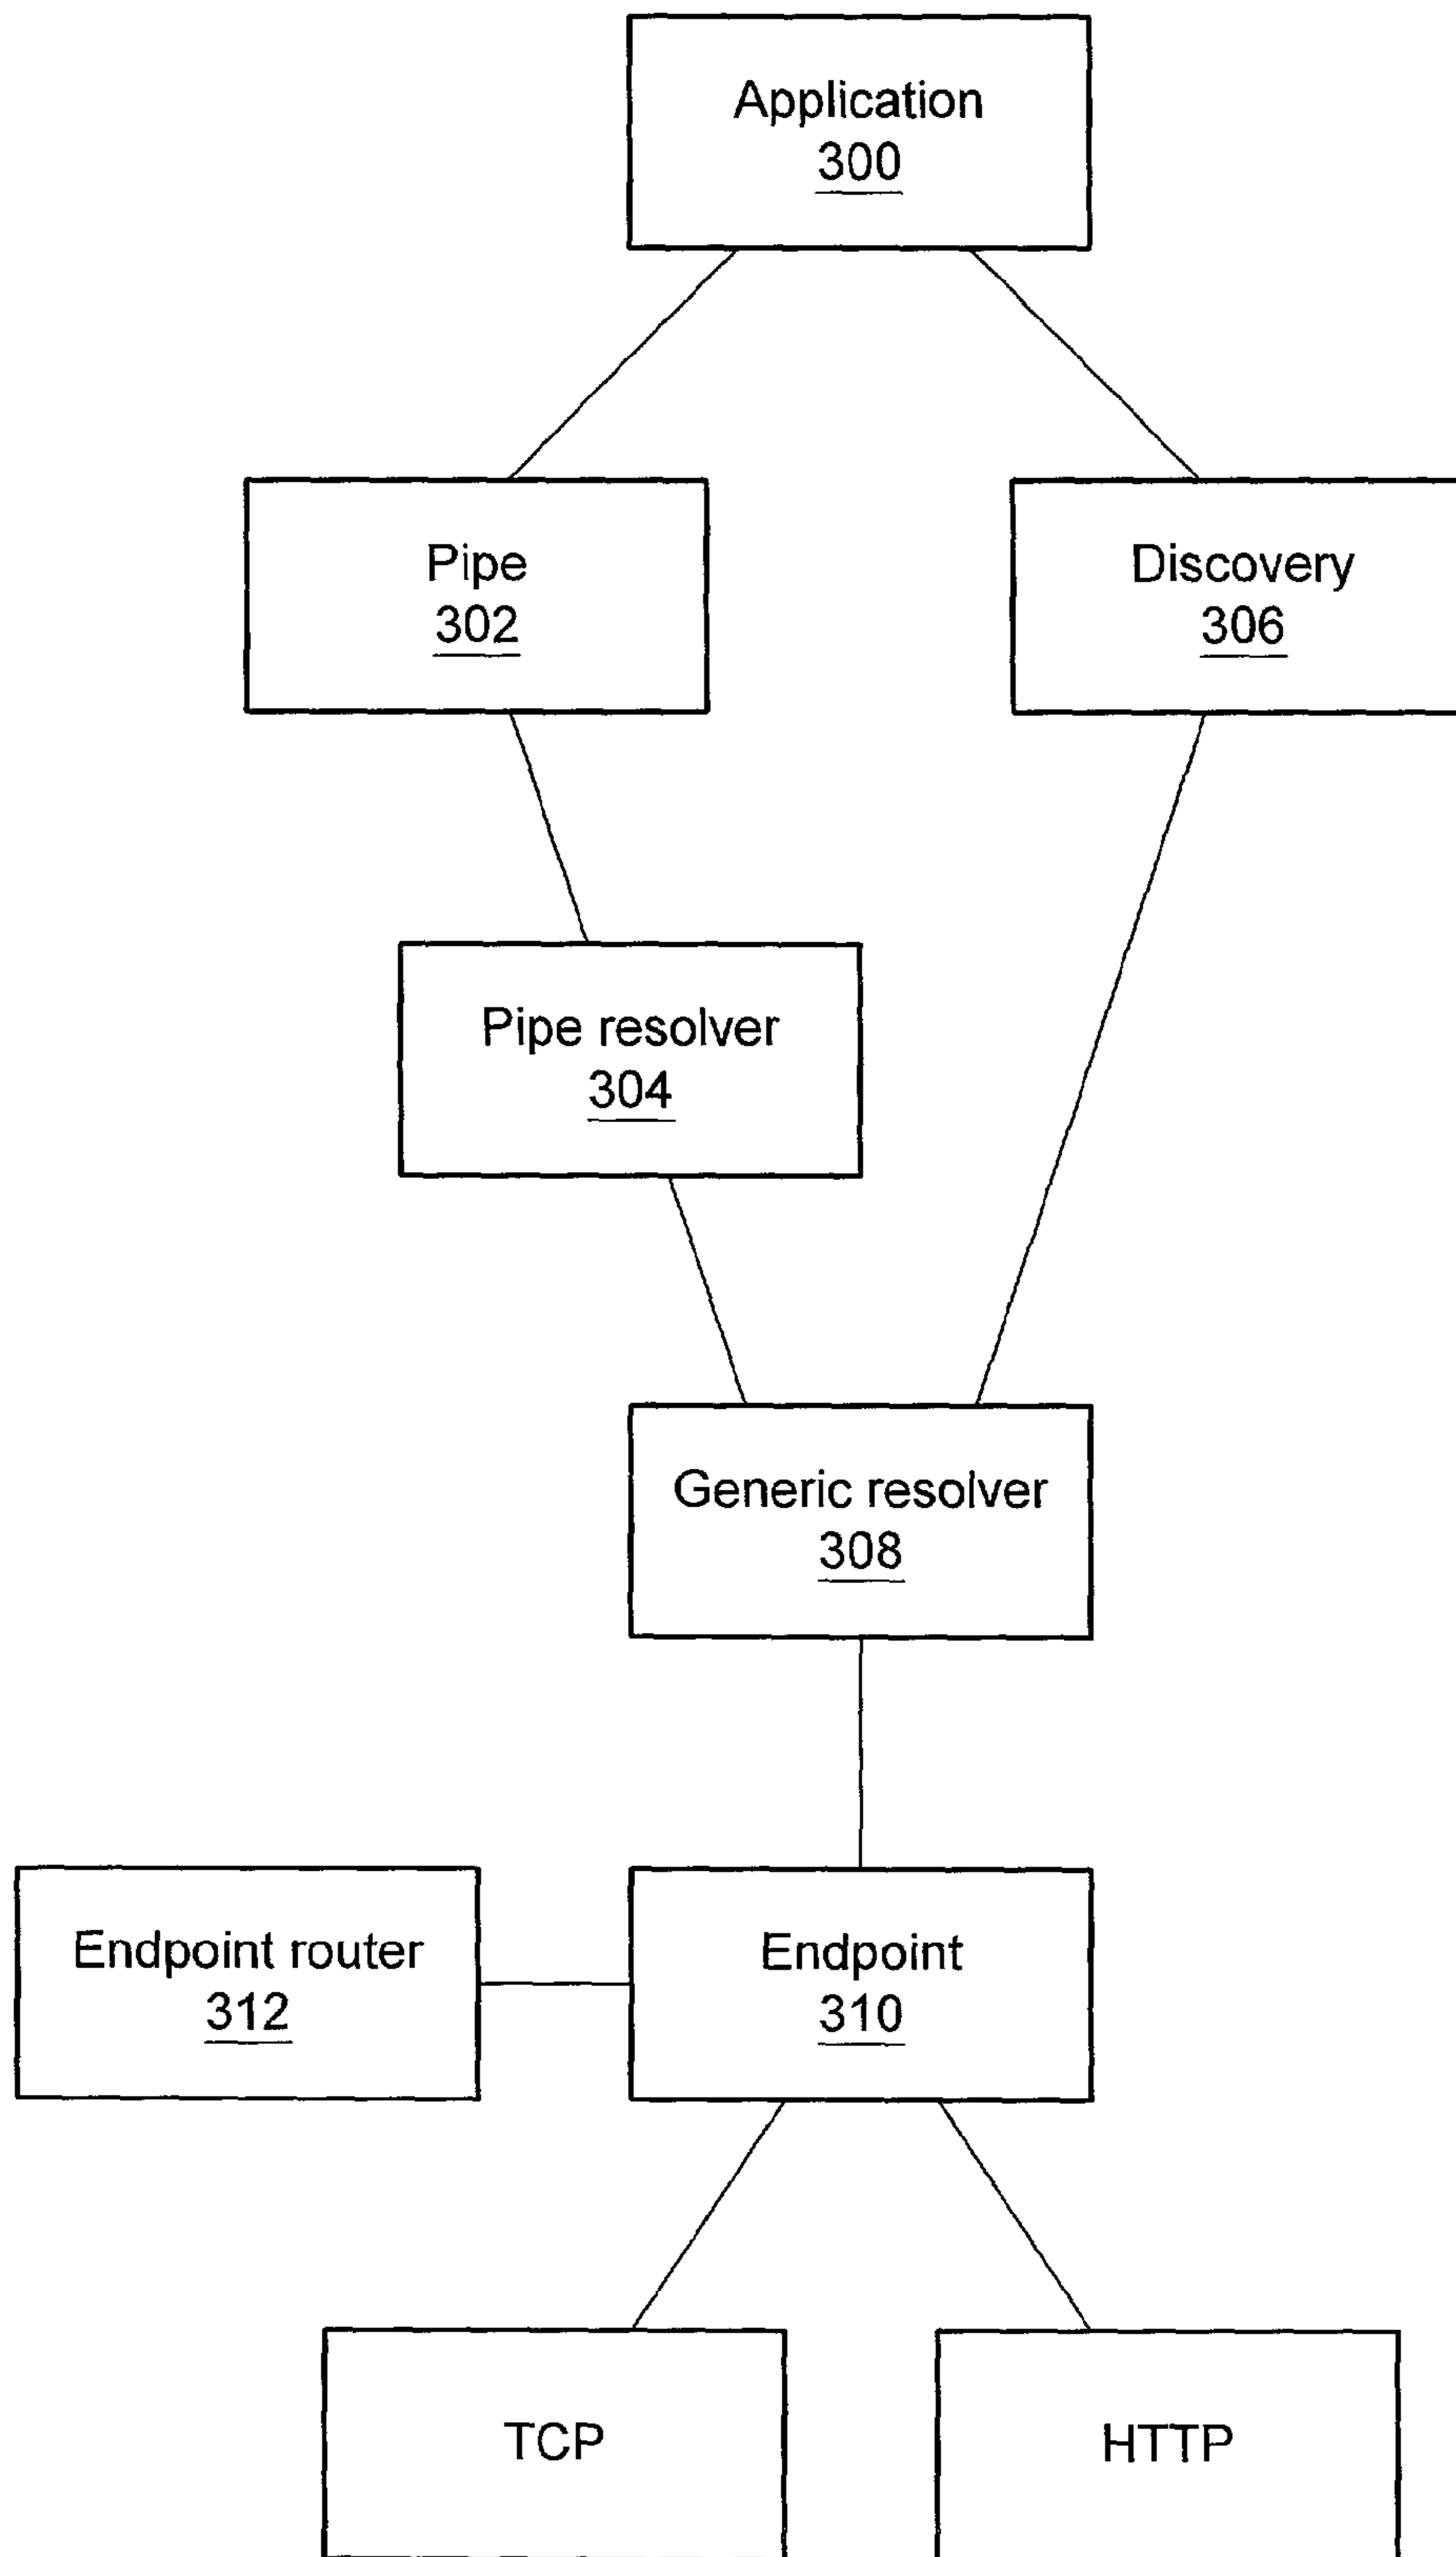 Application
300
Pipe
302
Discovery
306
Pipe resolver
304
Generic resolver
308
Endpoint router
312
Endpoint
310
TCP
HTTP